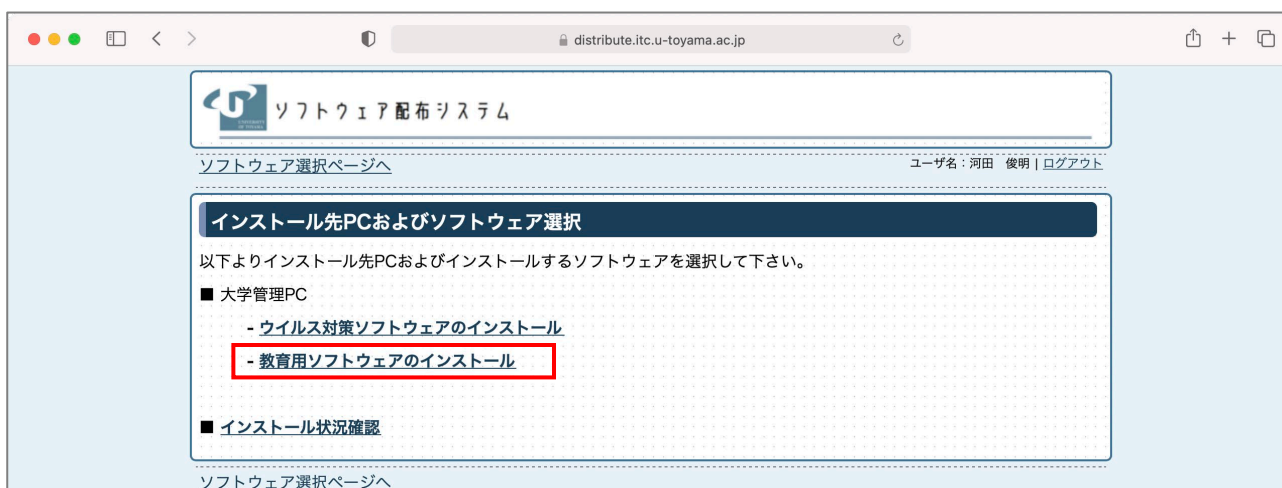 distribute.itc.u-toyama.ac.jp
ソフトウェア配布システム
ソフトウェア選択ページへ
ユーザ名:河田　俊明 | ログアウト
インストール先PCおよびソフトウェア選択
以下よりインストール先PCおよびインストールするソフトウェアを選択して下さい。
■ 大学管理PC
- ウイルス対策ソフトウェアのインストール
- 教育用ソフトウェアのインストール
■ インストール状況確認
ソフトウェア選択ページへ